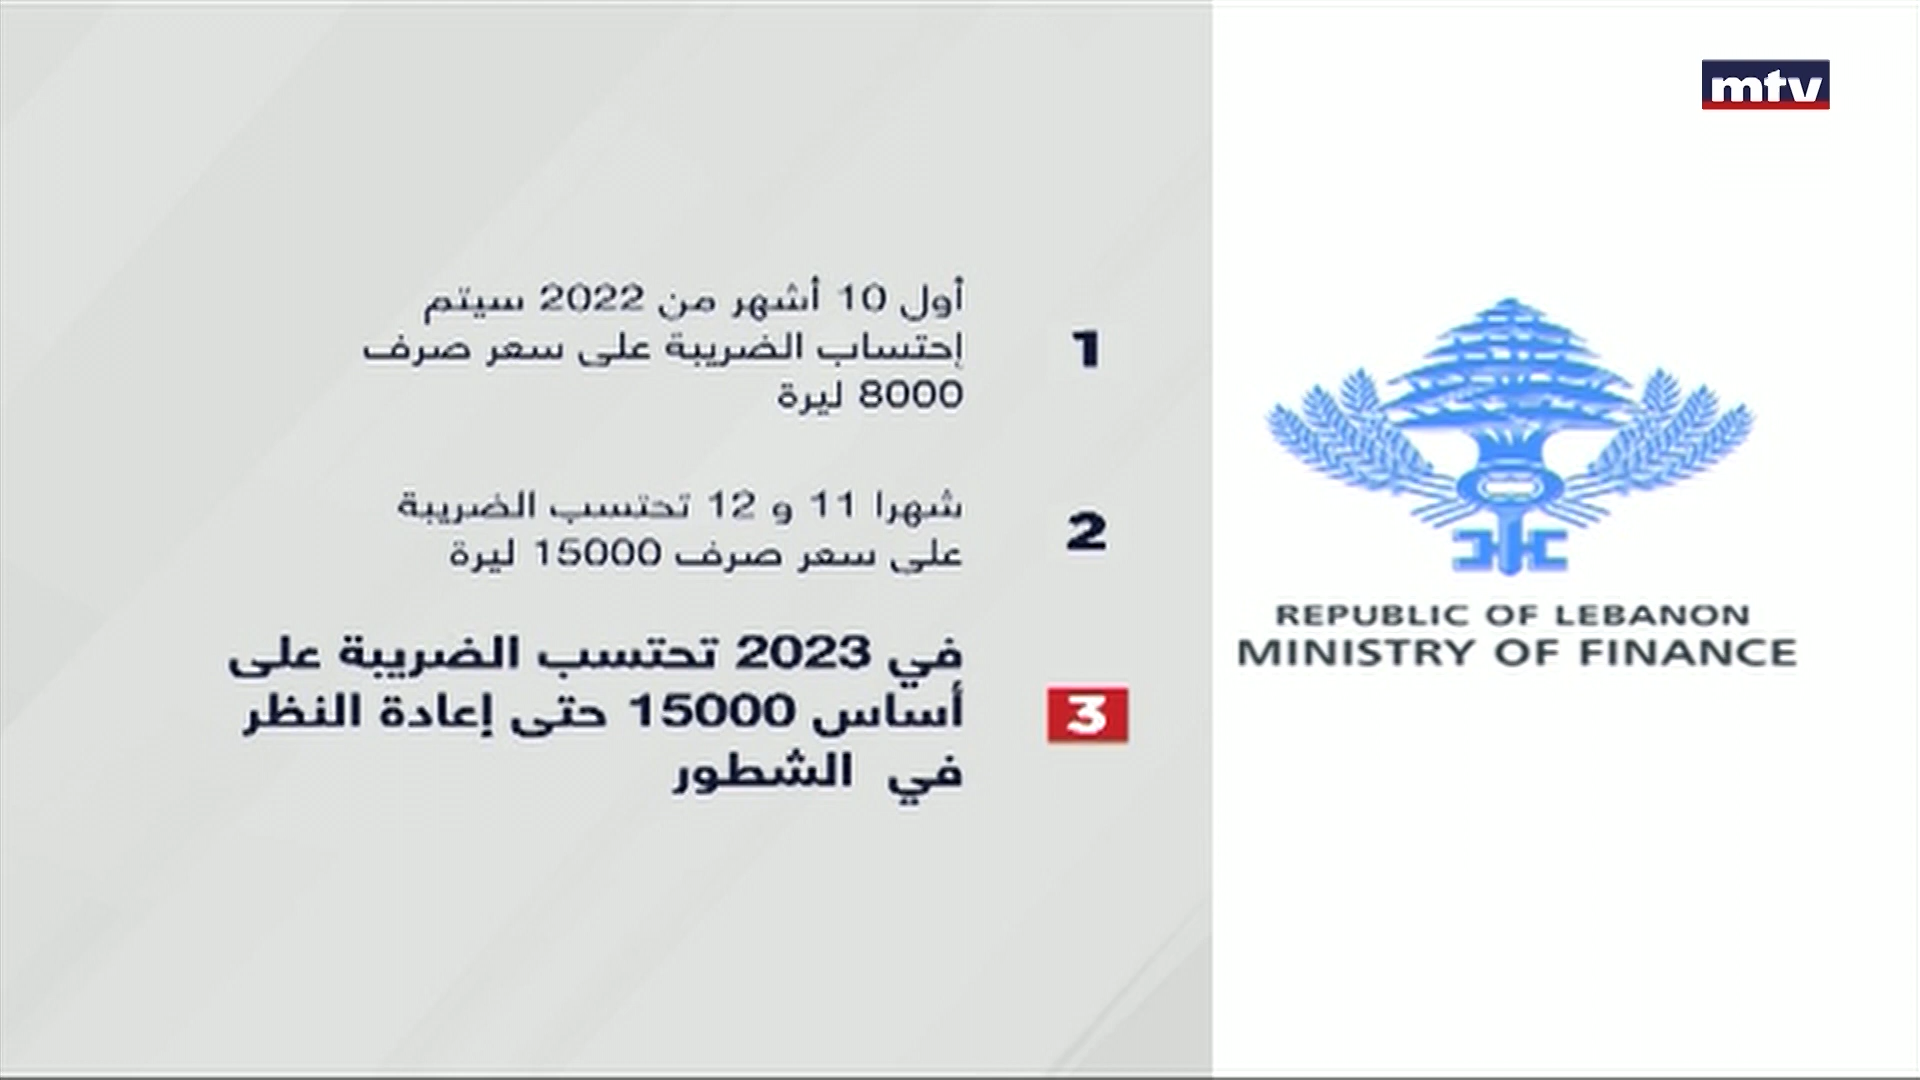 mtv
1
أول 10 أشهر من 2022 سيتم
إحتساب الضريبة على سعر صرف
8000 ليرة
2
شهرا 11 و 12 تحتسب الضريبة
على سعر صرف 15000 ليرة
3
في 2023 تحتسب الضريبة على
أساس 15000 حتى إعادة النظر
في الشطور
REPUBLIC OF LEBANON
MINISTRY OF FINANCE